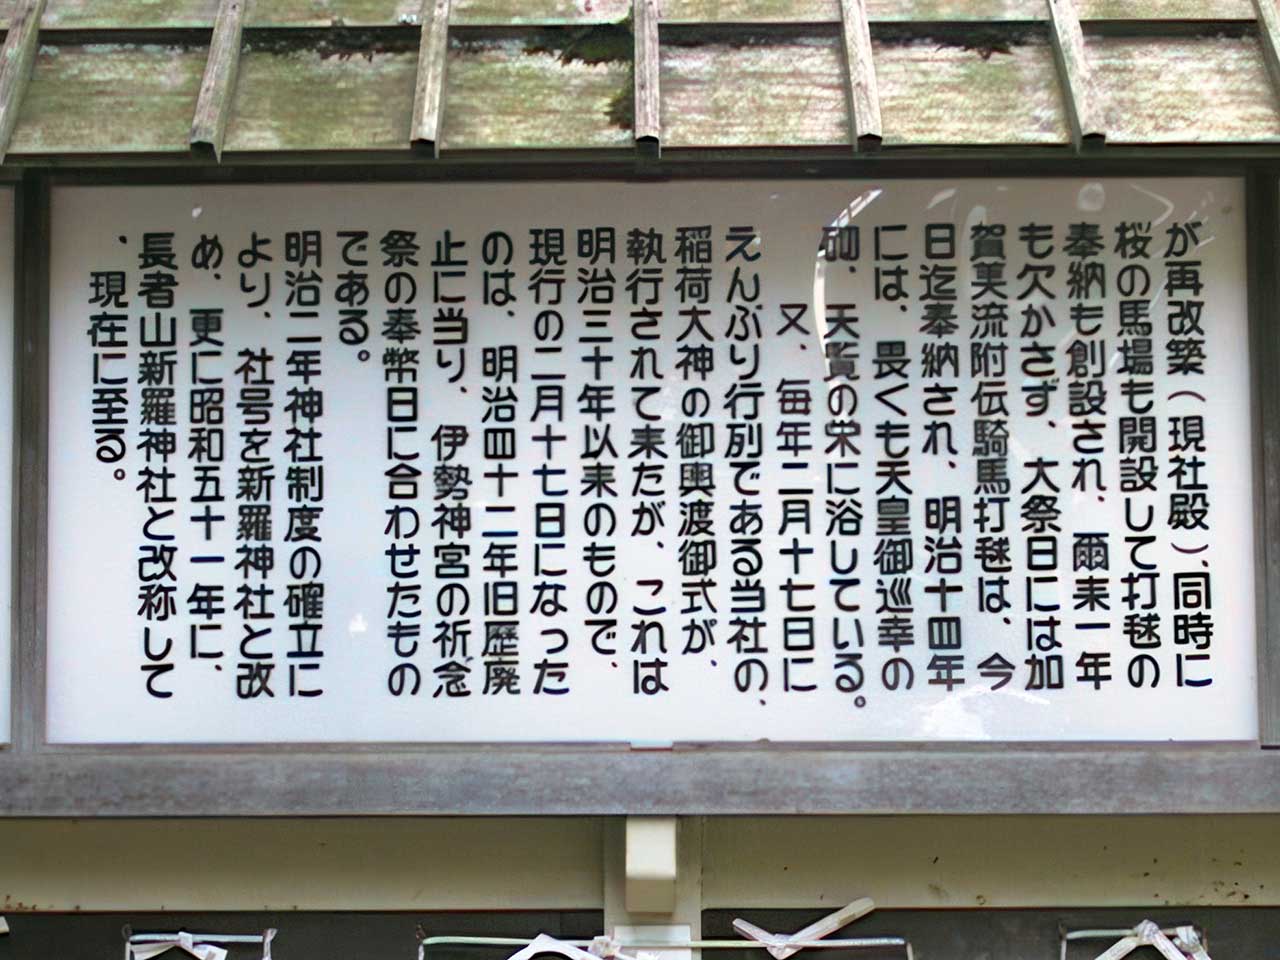 が再改築（現社殿）、同時に
桜の馬場も開設して打毬の
奉納も創設され、爾来一年
も欠かさず、大祭日には加
賀美流附伝騎馬打毬は、今
日迄奉納され、明治十四年
には、畏くも天皇御巡幸の
砌、天覧の栄に浴している。
又、毎年二月十七日に
えんぶり行列である当社の、
稲荷大神の御輿渡御式が、
執行されて来たが、これは
明治三十年以来のもので、
現行の二月十七日になった
のは、明治四十二年旧歴廃
止に当り、伊勢神宮の祈念
祭の奉幣日に合わせたもの
である。
明治二年神社制度の確立に
より、社号を新羅神社と改
め、更に昭和五十一年に、
長者山新羅神社と改称して
、現在に至る。